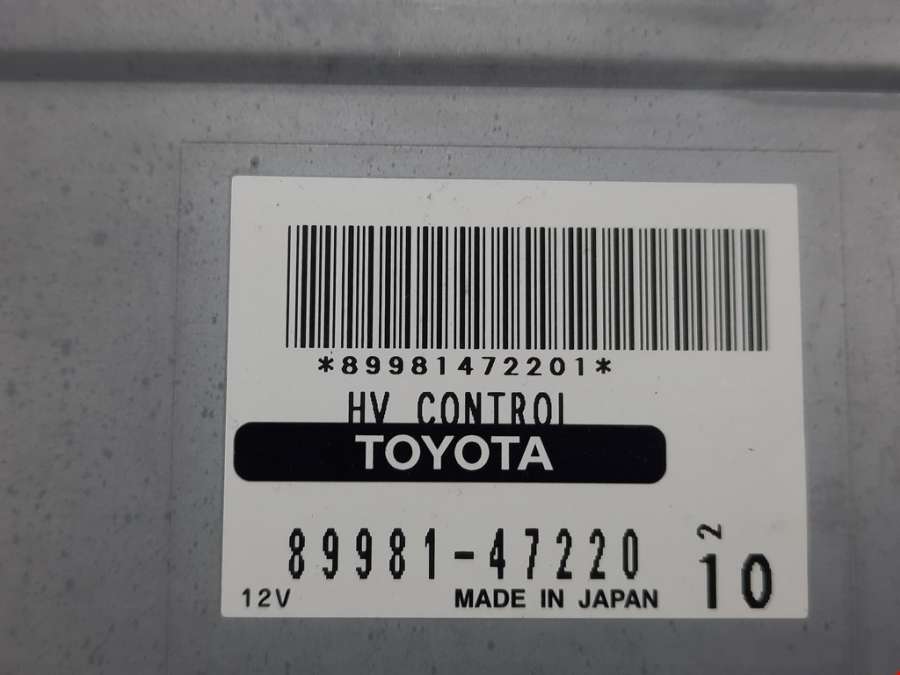 *89981472201*
HV CONTROL
TOYOTA
89981-47220
2
10
12V MADE IN JAPAN